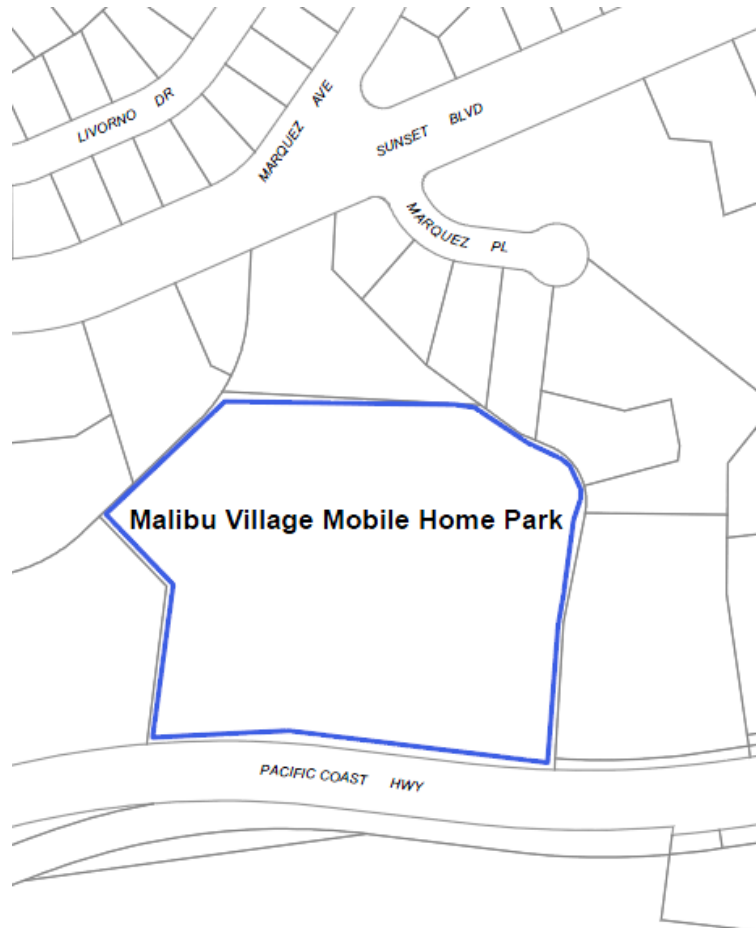 LIVORNO DR
MARQUEZ AVE
SUNSET BLVD
MARQUEZ PL
Malibu Village Mobile Home Park
PACIFIC COAST HWY